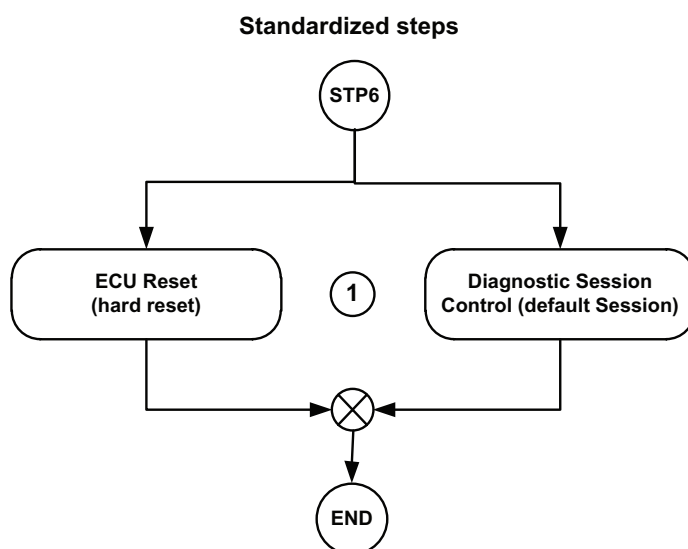 Standardized steps
STP6
ECU Reset
(hard reset)
1
Diagnostic Session
Control (default Session)
END